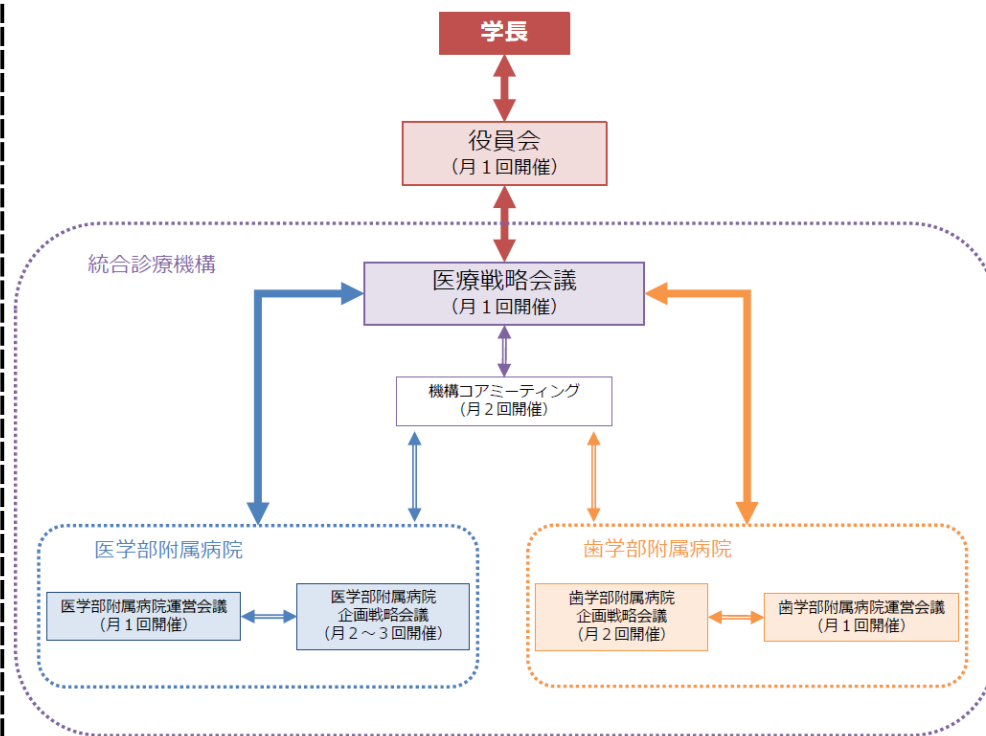 学長
役員会
（月１回開催）
統合診療機構
医療戦略会議
（月１回開催）
機構コアミーティング
（月２回開催）
医学部附属病院
医学部附属病院運営会議
（月１回開催）
医学部附属病院
企画戦略会議
（月２～３回開催）
歯学部附属病院
歯学部附属病院
企画戦略会議
（月２回開催）
歯学部附属病院運営会議
（月１回開催）